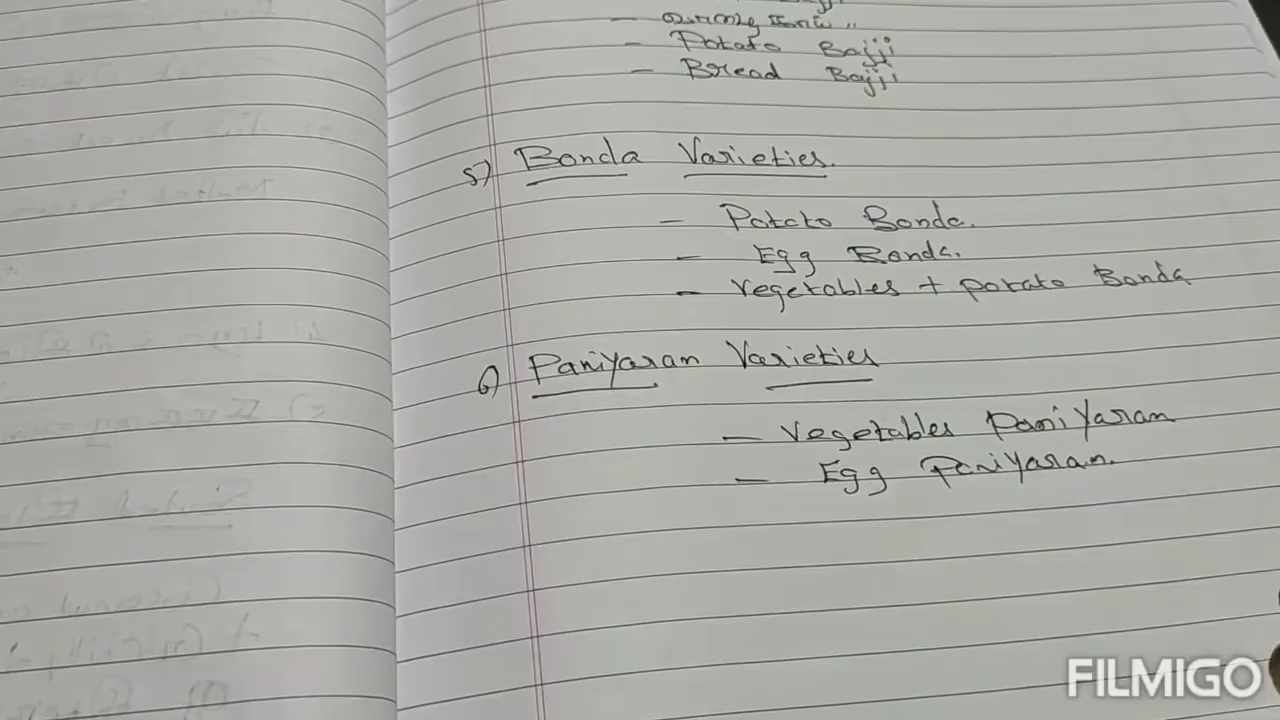 - வாழைக்காய் "
- Potato Bajji
- Bread Bajji
5) Bonda Varieties.
- Potato Bonda.
- Egg Bonda.
- Vegetables + potato Bonda
6) Paniyaram Varieties
- Vegetables Paniyaram
- Egg Paniyaram.
FILMIGO